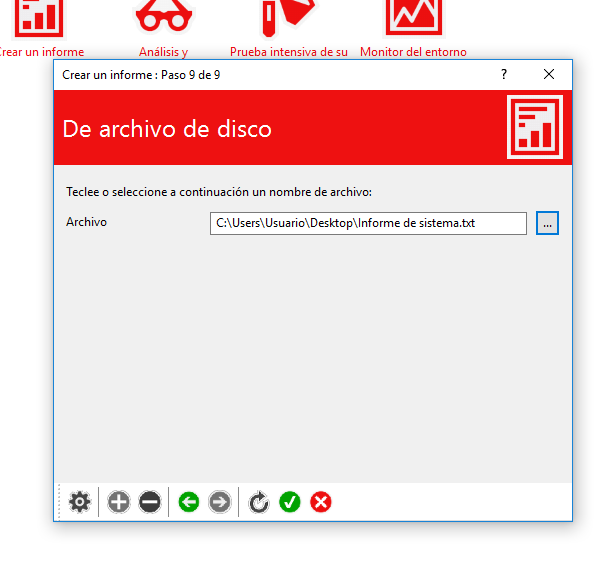 rear un informe
Análisis y
Prueba intensiva de su
Monitor del entorno
Crear un informe : Paso 9 de 9
?
De archivo de disco
Teclee o seleccione a continuación un nombre de archivo:
Archivo
C:\Users\Usuario\Desktop\Informe de sistema.txt
...